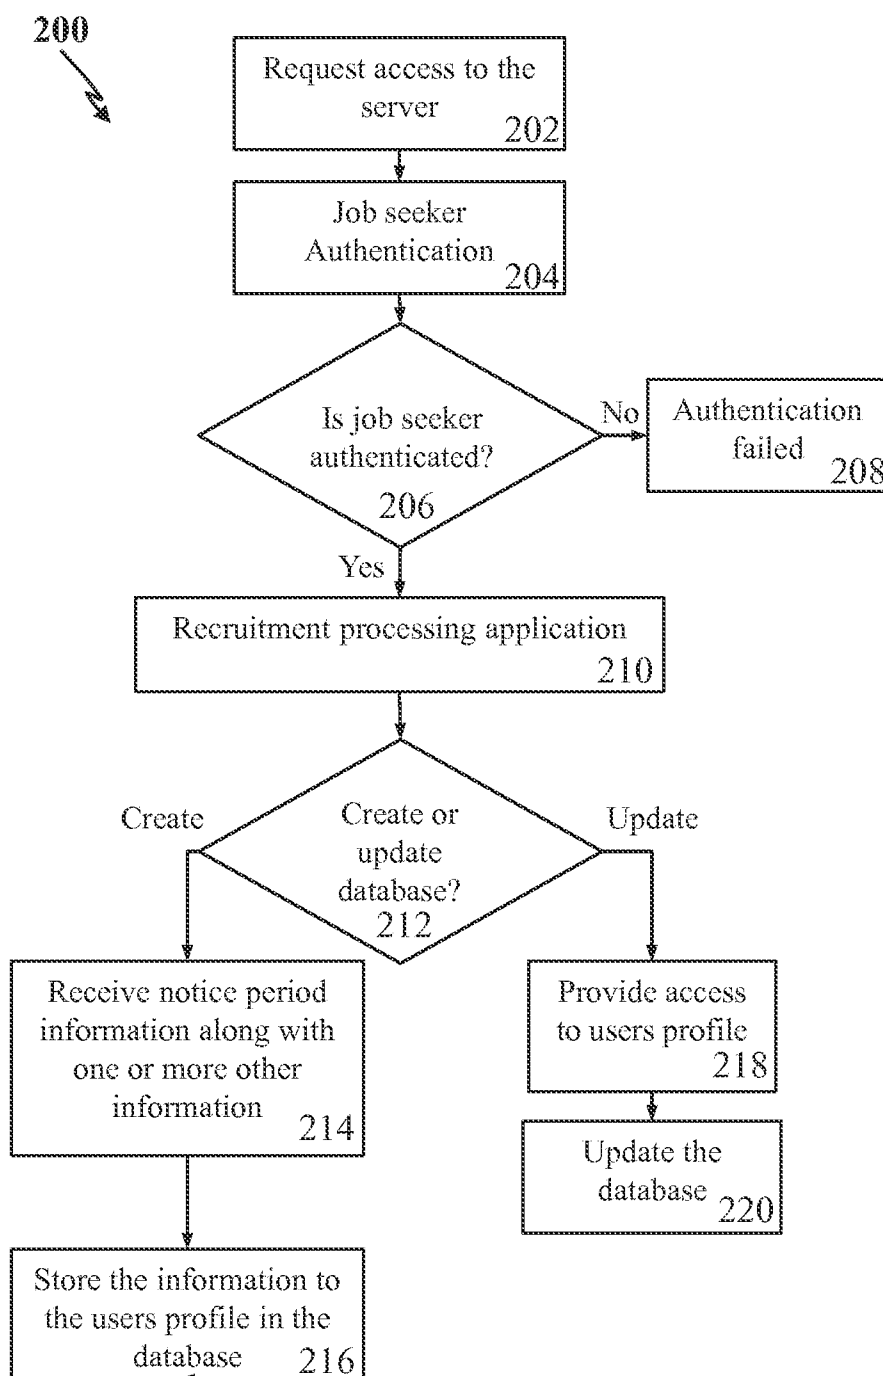 200
Request access to the
server
202
Job seeker
Authentication
204
Is job seeker
authenticated?
206
No
Authentication
failed
208
Yes
Recruitment processing application
210
Create or
update
database?
212
Create
Update
Receive notice period
information along with
one or more other
information
214
Store the information to
the users profile in the
database
216
Provide access
to users profile
218
Update the
database
220